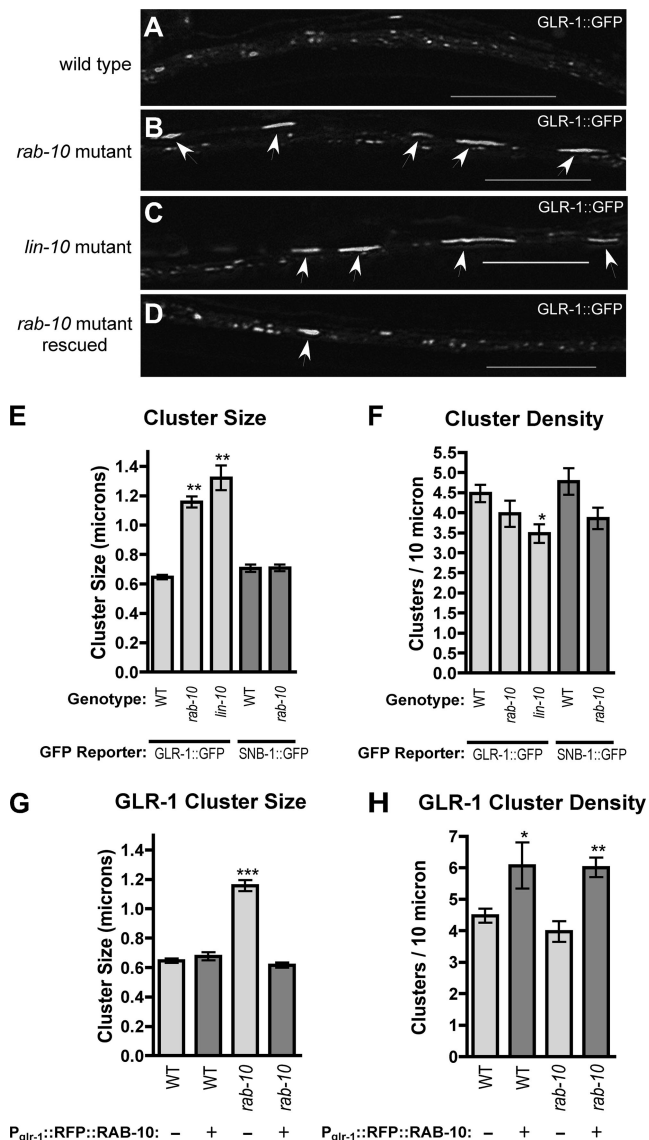 A GLR-1::GFP
wild type
B GLR-1::GFP
rab-10 mutant
C GLR-1::GFP
lin-10 mutant
D GLR-1::GFP
rab-10 mutant
rescued
E Cluster Size
Cluster Size (microns)
1.4
1.2
1.0
0.8
0.6
0.4
0.2
0.0
** **
Genotype: WT rab-10 lin-10 WT rab-10
GFP Reporter: GLR-1::GFP SNB-1::GFP
F Cluster Density
Clusters / 10 micron
5.5
5.0
4.5
4.0
3.5
3.0
2.5
2.0
1.5
1.0
0.5
0.0
*
Genotype: WT rab-10 lin-10 WT rab-10
GFP Reporter: GLR-1::GFP SNB-1::GFP
G GLR-1 Cluster Size
Cluster Size (microns)
1.4
1.2
1.0
0.8
0.6
0.4
0.2
0.0
***
WT WT rab-10 rab-10
Pglr-1::RFP::RAB-10: – + – +
H GLR-1 Cluster Density
Clusters / 10 micron
7
6
5
4
3
2
1
0
* **
WT WT rab-10 rab-10
Pglr-1::RFP::RAB-10: – + – +